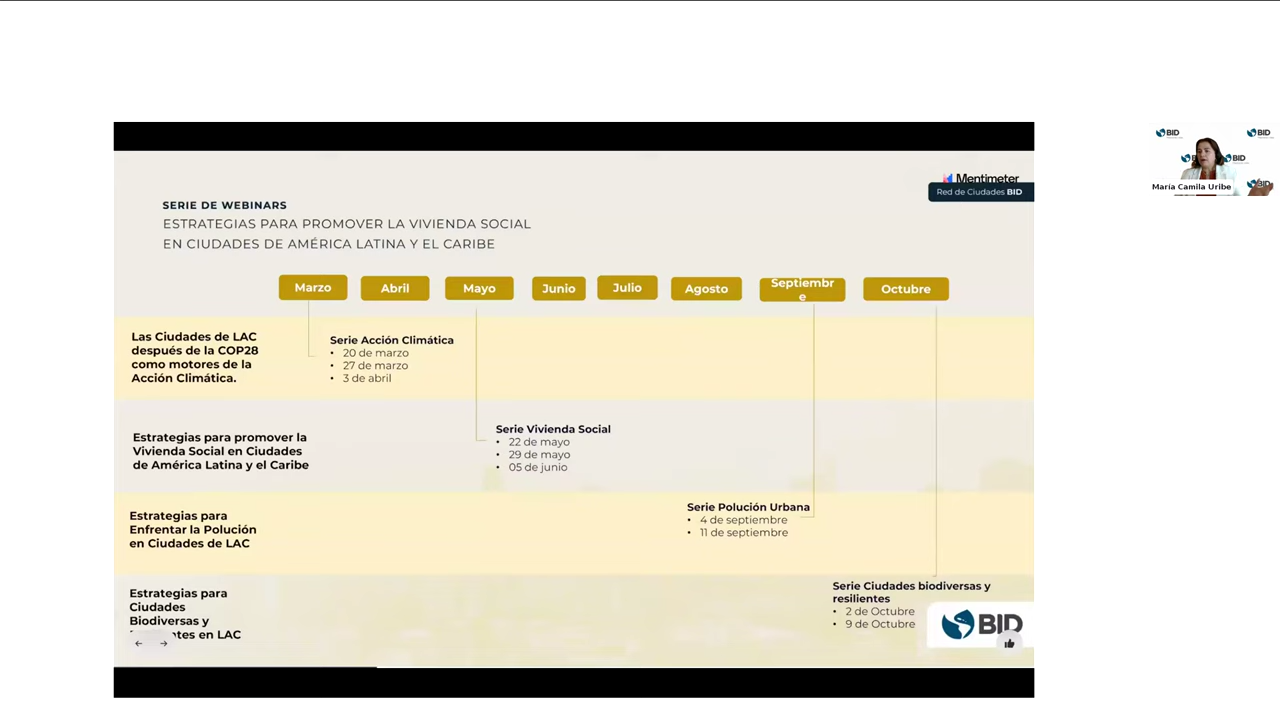 Mentimeter
Red de Ciudades BID
SERIE DE WEBINARS
ESTRATEGIAS PARA PROMOVER LA VIVIENDA SOCIAL
EN CIUDADES DE AMÉRICA LATINA Y EL CARIBE
Marzo
Abril
Mayo
Junio
Julio
Agosto
Septiembr
e
Octubre
Las Ciudades de LAC
después de la COP28
como motores de la
Acción Climática.
Serie Acción Climática
• 20 de marzo
• 27 de marzo
• 3 de abril
Estrategias para promover la
Vivienda Social en Ciudades
de América Latina y el Caribe
Serie Vivienda Social
• 22 de mayo
• 29 de mayo
• 05 de junio
Estrategias para
Enfrentar la Polución
en Ciudades de LAC
Serie Polución Urbana
• 4 de septiembre
• 11 de septiembre
Estrategias para
Ciudades
Biodiversas y
en LAC
Serie Ciudades biodiversas y
resilientes
• 2 de Octubre
• 9 de Octubre
BID
BID
BID
BID
BID
María Camila Uribe